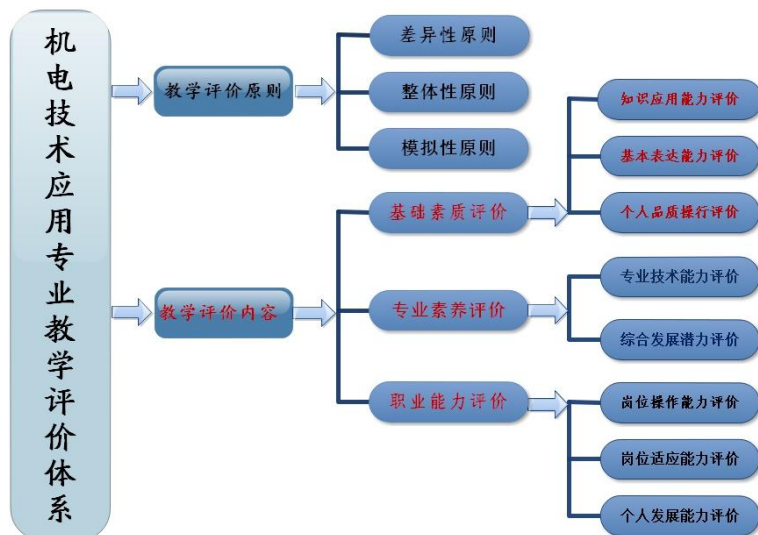 机电技术应用专业教学评价体系
教学评价原则
差异性原则
整体性原则
模拟性原则
教学评价内容
基础素质评价
知识应用能力评价
基本表达能力评价
个人品质操行评价
专业素养评价
专业技术能力评价
综合发展潜力评价
职业能力评价
岗位操作能力评价
岗位适应能力评价
个人发展能力评价